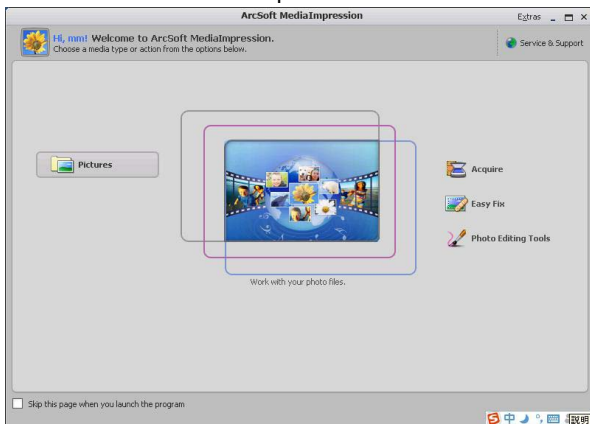 ArcSoft MediaImpression
Extras
Hi, mm! Welcome to ArcSoft MediaImpression.
Choose a media type or action from the options below.
Service & Support
Pictures
Acquire
Easy Fix
Photo Editing Tools
Work with your photo files.
Skip this page when you launch the program
中
説明